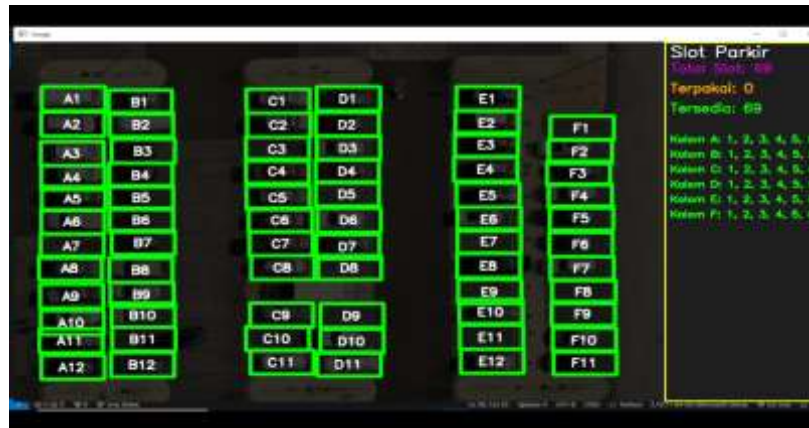 A1 B1 C1 D1 E1
A2 B2 C2 D2 E2 F1
A3 B3 C3 D3 E3 F2
A4 B4 C4 D4 E4 F3
A5 B5 C5 D5 E5 F4
A6 B6 C6 D6 E6 F5
A7 B7 C7 D7 E7 F6
A8 B8 C8 D8 E8 F7
A9 B9 E9 F8
A10 B10 C9 D9 E10 F9
A11 B11 C10 D10 E11 F10
A12 B12 C11 D11 E12 F11
Slot Parkir
Total Slot: 69
Terpakai: 0
Tersedia: 69
Kolom A: 1, 2, 3, 4, 5,
Kolom B: 1, 2, 3, 4, 5,
Kolom C: 1, 2, 3, 4, 5,
Kolom D: 1, 2, 3, 4, 5,
Kolom E: 1, 2, 3, 4, 5,
Kolom F: 1, 2, 3, 4, 5,